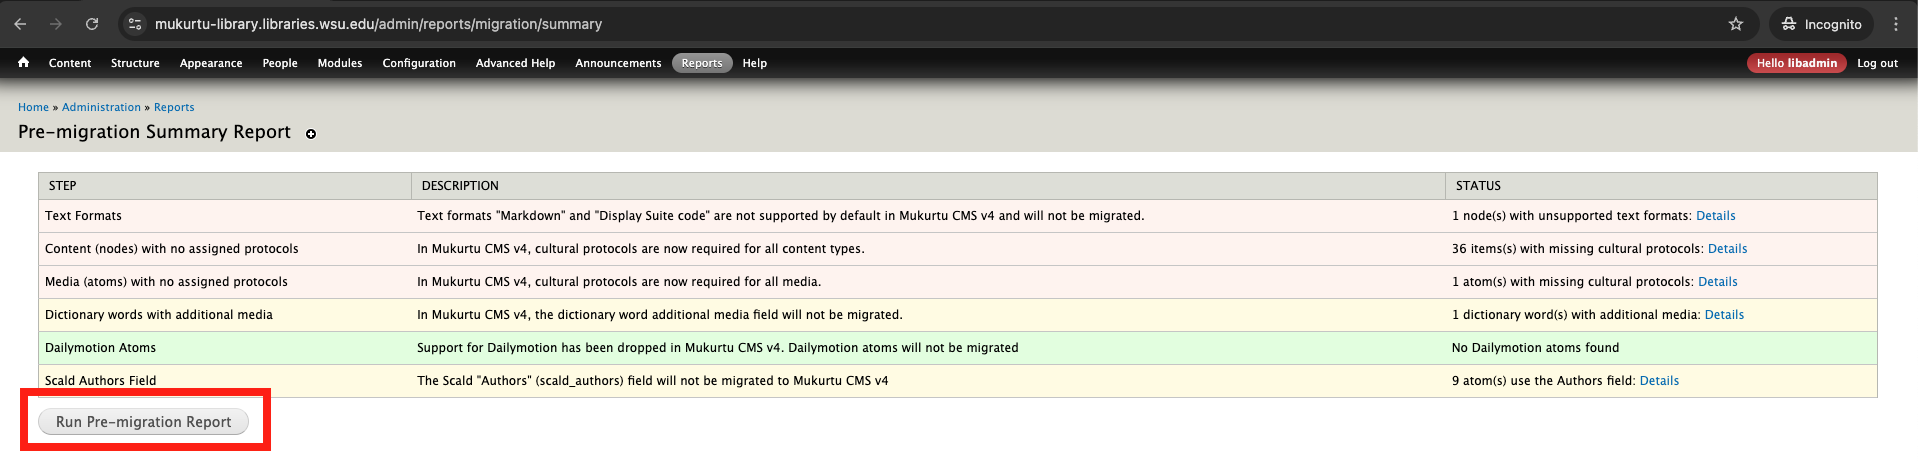 mukurtu-library.libraries.wsu.edu/admin/reports/migration/summary Incognito
Content Structure Appearance People Modules Configuration Advanced Help Announcements Reports Help Hello libadmin Log out
Home » Administration » Reports
Pre-migration Summary Report
STEP DESCRIPTION STATUS
Text Formats Text formats "Markdown" and "Display Suite code" are not supported by default in Mukurtu CMS v4 and will not be migrated. 1 node(s) with unsupported text formats: Details
Content (nodes) with no assigned protocols In Mukurtu CMS v4, cultural protocols are now required for all content types. 36 items(s) with missing cultural protocols: Details
Media (atoms) with no assigned protocols In Mukurtu CMS v4, cultural protocols are now required for all media. 1 atom(s) with missing cultural protocols: Details
Dictionary words with additional media In Mukurtu CMS v4, the dictionary word additional media field will not be migrated. 1 dictionary word(s) with additional media: Details
Dailymotion Atoms Support for Dailymotion has been dropped in Mukurtu CMS v4. Dailymotion atoms will not be migrated No Dailymotion atoms found
Scald Authors Field The Scald "Authors" (scald_authors) field will not be migrated to Mukurtu CMS v4 9 atom(s) use the Authors field: Details
Run Pre-migration Report